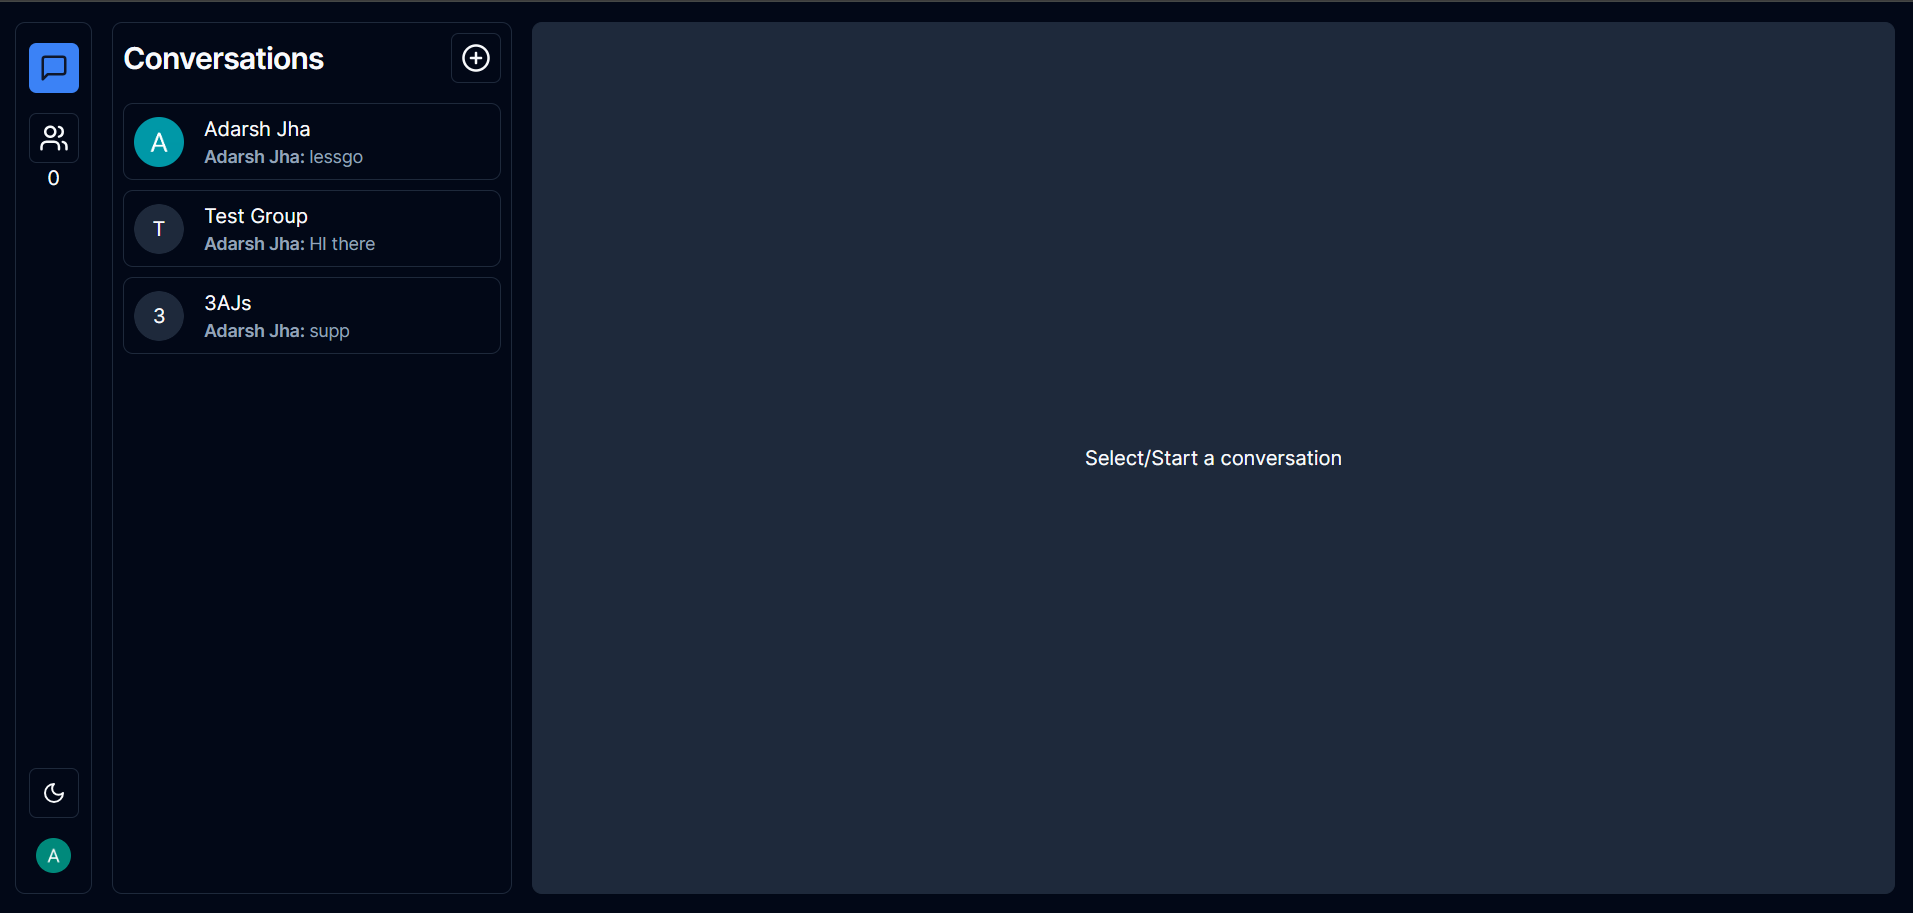 Conversations
0
A
Adarsh Jha
Adarsh Jha: lessgo
T
Test Group
Adarsh Jha: HI there
3
3AJs
Adarsh Jha: supp
Select/Start a conversation
A